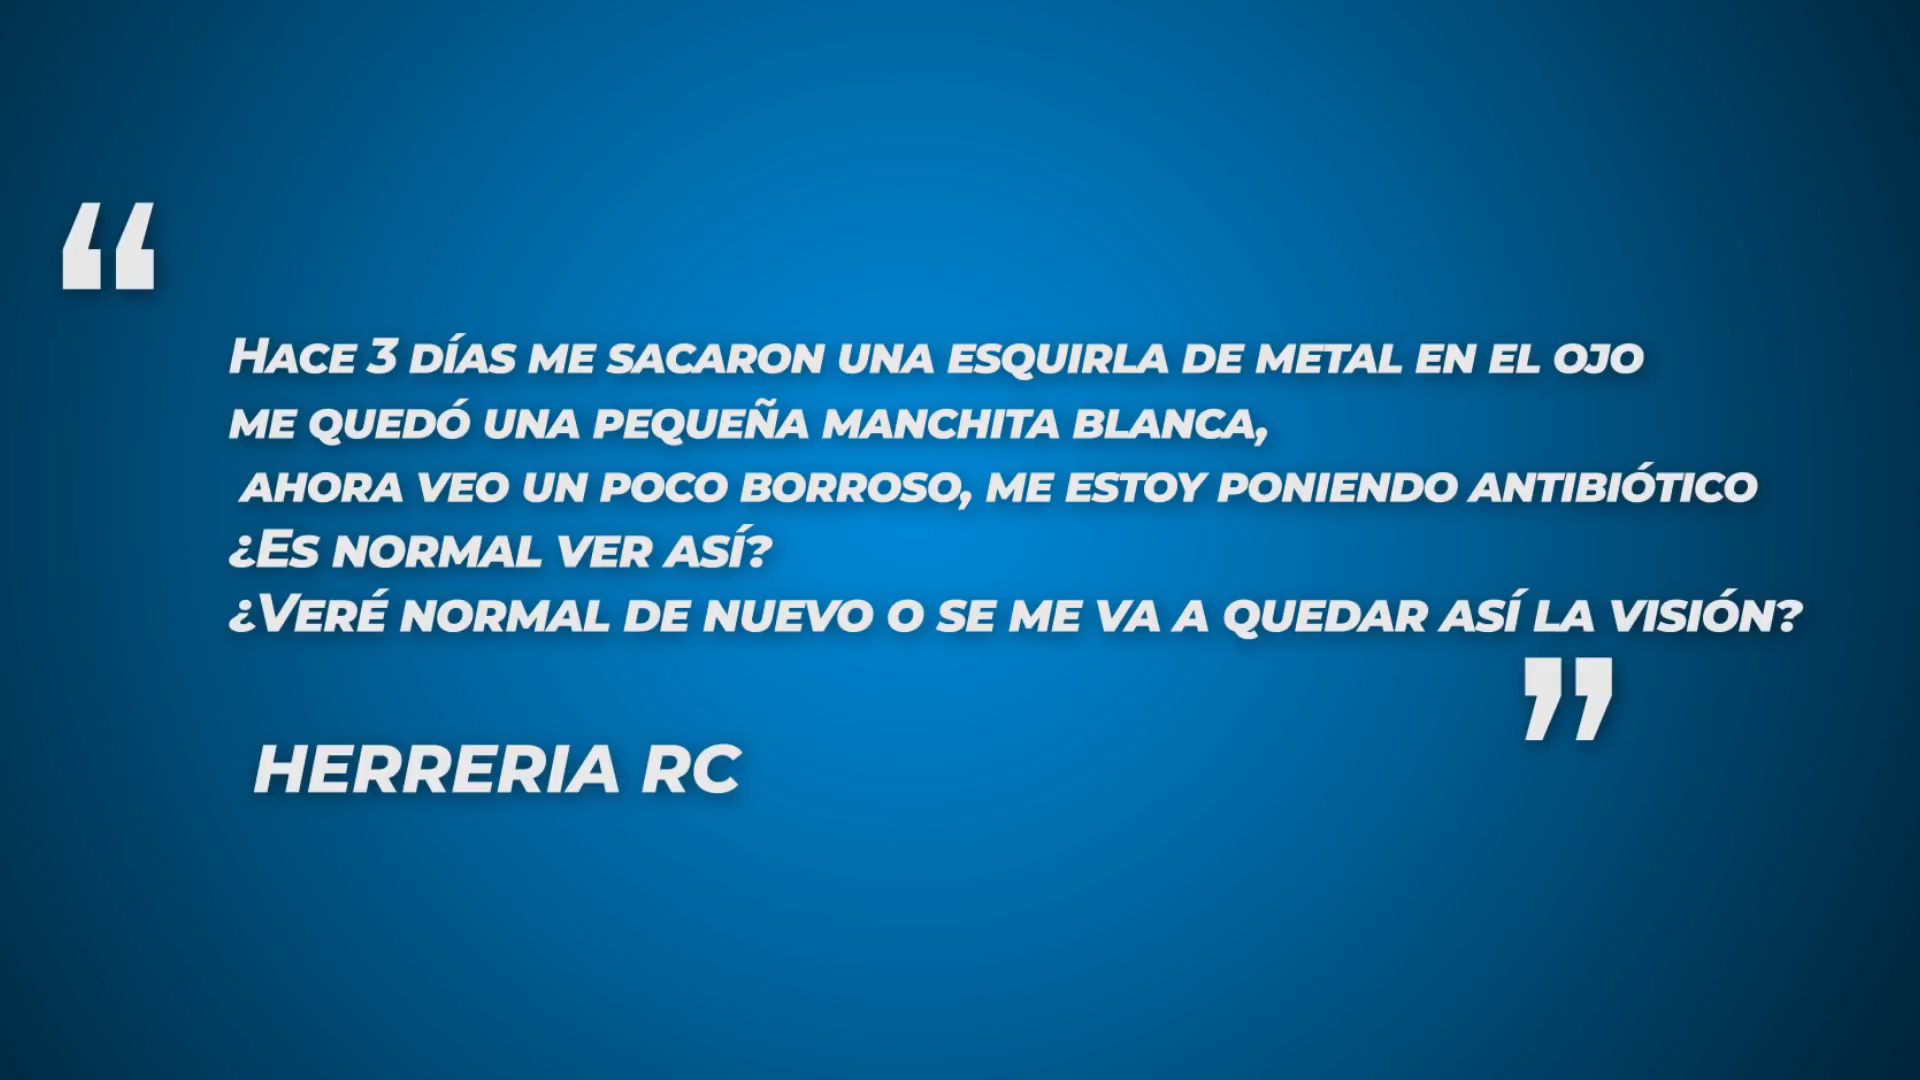 “
Hace 3 días me sacaron una esquirla de metal en el ojo
me quedó una pequeña manchita blanca,
ahora veo un poco borroso, me estoy poniendo antibiótico
¿Es normal ver así?
¿Veré normal de nuevo o se me va a quedar así la visión?
”
HERRERIA RC